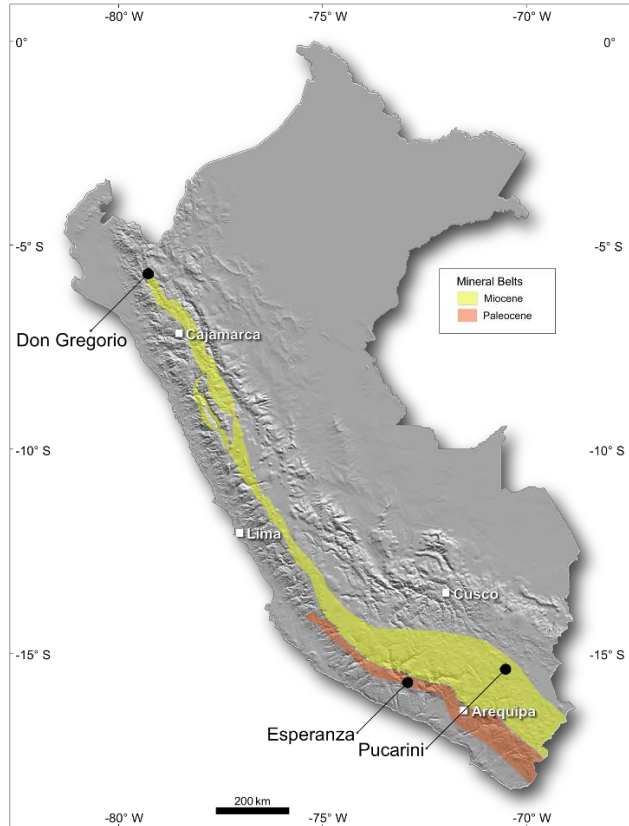 -80° W
-75° W
-70° W
0°
0°
-5° S
-5° S
Mineral Belts
Miocene
Paleocene
Don Gregorio
Cajamarca
-10° S
-10° S
Lima
Cusco
-15° S
-15° S
Arequipa
Esperanza
Pucarini
200 km
-80° W
-75° W
-70° W